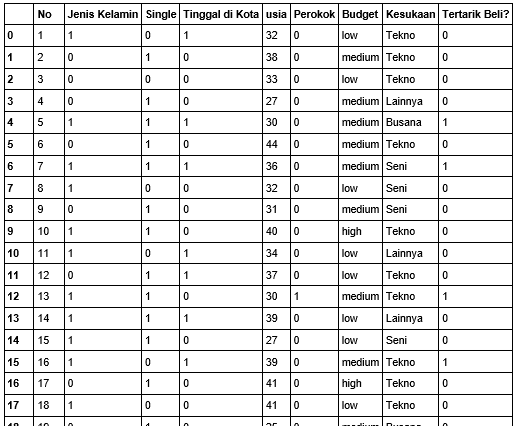 No Jenis Kelamin Single Tinggal di Kota usia Perokok Budget Kesukaan Tertarik Beli?
0 1 1 0 1 32 0 low Tekno 0
1 2 0 1 0 38 0 medium Tekno 0
2 3 0 0 0 33 0 low Tekno 0
3 4 0 1 0 27 0 medium Lainnya 0
4 5 1 1 1 30 0 medium Busana 1
5 6 0 1 0 44 0 medium Tekno 0
6 7 1 1 1 36 0 medium Seni 1
7 8 1 0 0 32 0 low Seni 0
8 9 0 1 0 31 0 medium Seni 0
9 10 1 1 0 40 0 high Tekno 0
10 11 1 0 1 34 0 low Lainnya 0
11 12 0 1 1 37 0 low Tekno 0
12 13 1 1 0 30 1 medium Tekno 1
13 14 1 1 1 39 0 low Lainnya 0
14 15 1 1 0 27 0 low Seni 0
15 16 1 0 1 39 0 medium Tekno 1
16 17 0 1 0 41 0 high Tekno 0
17 18 1 0 0 41 0 low Tekno 0